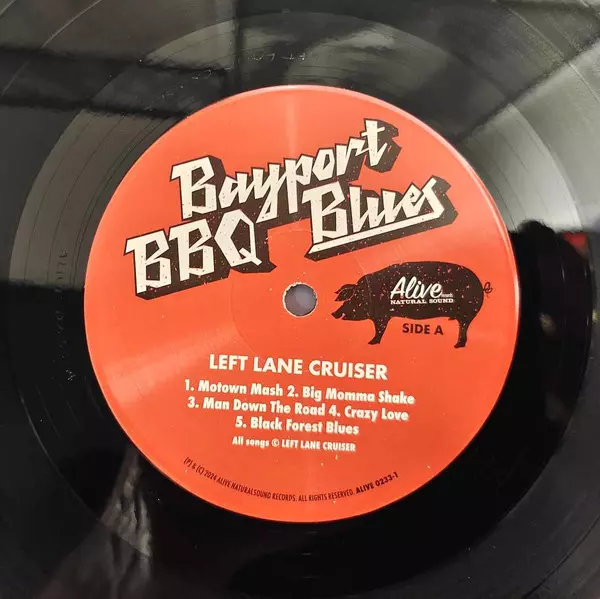 Bayport
BBQ Blues
Alive
NATURAL SOUND
SIDE A
LEFT LANE CRUISER
1. Motown Mash 2. Big Momma Shake
3. Man Down The Road 4. Crazy Love
5. Black Forest Blues
All songs © LEFT LANE CRUISER
(P) & (C) 2024 ALIVE NATURALSOUND RECORDS. ALL RIGHTS RESERVED. ALIVE 0233-1